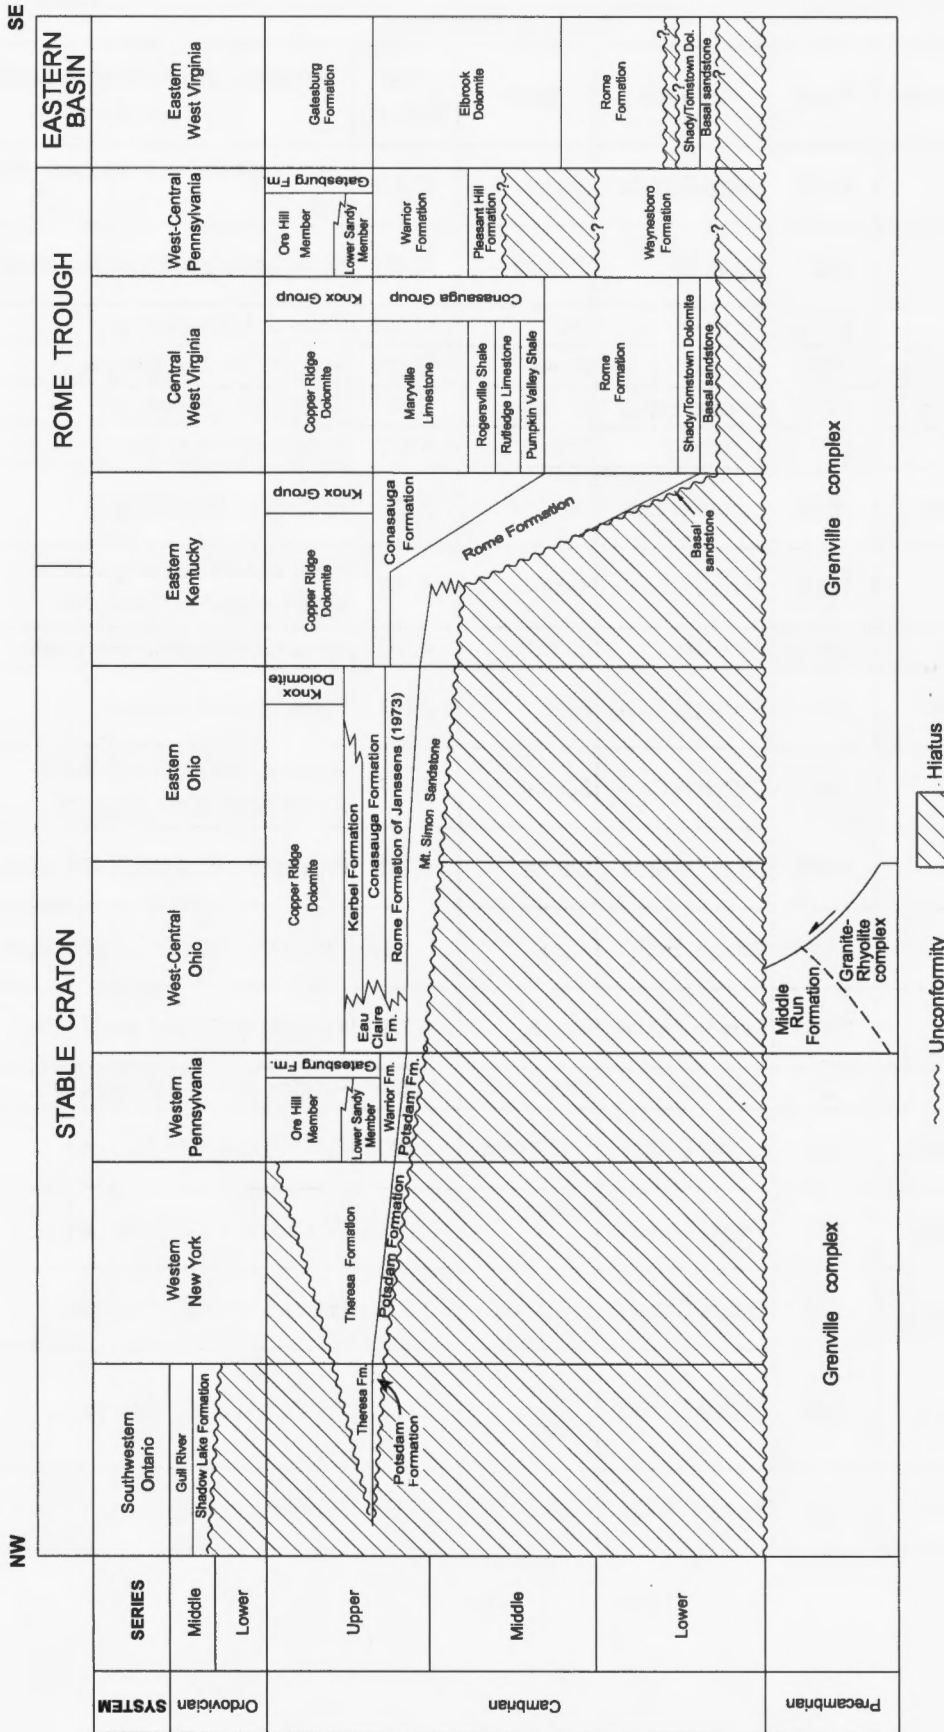 NW
SE
STABLE CRATON
ROME TROUGH
EASTERN
BASIN
SYSTEM
SERIES
Southwestern
Ontario
Western
New York
Western
Pennsylvania
West-Central
Ohio
Eastern
Ohio
Eastern
Kentucky
Central
West Virginia
West-Central
Pennsylvania
Eastern
West Virginia
Ordovician
Middle
Lower
Cambrian
Upper
Middle
Lower
Precambrian
Gull River
Shadow Lake Formation
Theresa Fm.
Potsdam
Formation
Theresa Formation
Potsdam Formation
Ore Hill
Member
Gatesburg Fm.
Lower Sandy
Member
Warrior Fm.
Potsdam Fm.
Copper Ridge
Dolomite
Knox
Dolomite
Kerbel Formation
Conasauga Formation
Eau
Claire
Fm.
Rome Formation of Janssens (1973)
Mt. Simon Sandstone
Copper Ridge
Dolomite
Knox Group
Conasauga
Formation
Rome Formation
Basal
sandstone
Copper Ridge
Dolomite
Knox Group
Maryville
Limestone
Conasauga Group
Rogersville Shale
Rutledge Limestone
Pumpkin Valley Shale
Rome
Formation
Shady/Tomstown Dolomite
Basal sandstone
Ore Hill
Member
Gatesburg Fm
Lower Sandy
Member
Warrior
Formation
Pleasant Hill
Formation
?
?
Waynesboro
Formation
?
Gatesburg
Formation
Elbrook
Dolomite
Rome
Formation
?
?
Shady/Tomstown Dol.
Basal sandstone
?
Grenville complex
Middle
Run
Formation
Granite-
Rhyolite
complex
Grenville complex
Unconformity
Hiatus